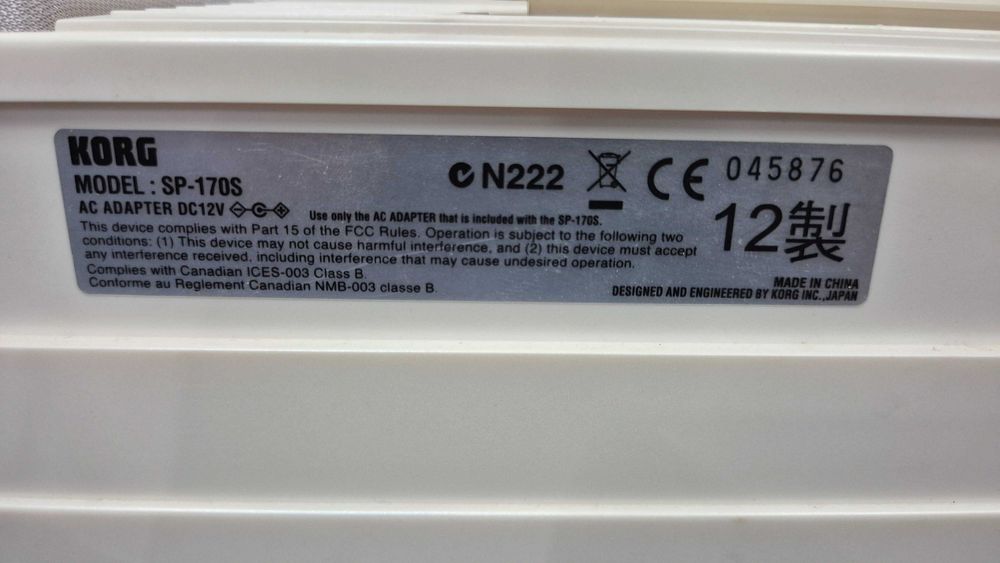 KORG
MODEL : SP-170S
AC ADAPTER DC12V
Use only the AC ADAPTER that is included with the SP-170S.
This device complies with Part 15 of the FCC Rules. Operation is subject to the following two
conditions: (1) This device may not cause harmful interference, and (2) this device must accept
any interference received, including interference that may cause undesired operation.
Complies with Canadian ICES-003 Class B.
Conforme au Reglement Canadien NMB-003 classe B.
N222
CE
045876
12製
MADE IN CHINA
DESIGNED AND ENGINEERED BY KORG INC.,JAPAN